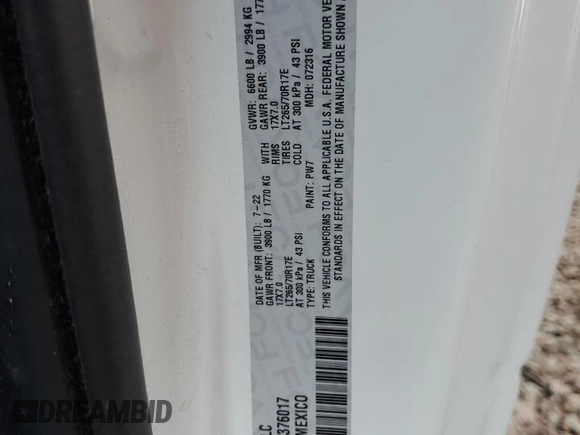 DATE OF MFR (BUILT): 7-22 GVWR: 6600 LB / 2994 KG
GAWR FRONT: 3900 LB / 1770 KG WITH GAWR REAR: 3900 LB / 177
17X7.0 RIMS 17X7.0
LT265/70R17E TIRES LT265/70R17E
AT 300 kPa / 43 PSI COLD AT 300 kPa / 43 PSI
TYPE: TRUCK PAINT: PW7 MDH: 072316
THIS VEHICLE CONFORMS TO ALL APPLICABLE U.S.A. FEDERAL MOTOR VE
STANDARDS IN EFFECT ON THE DATE OF MANUFACTURE SHOWN A
LC
376017
MEXICO
DREAMBID